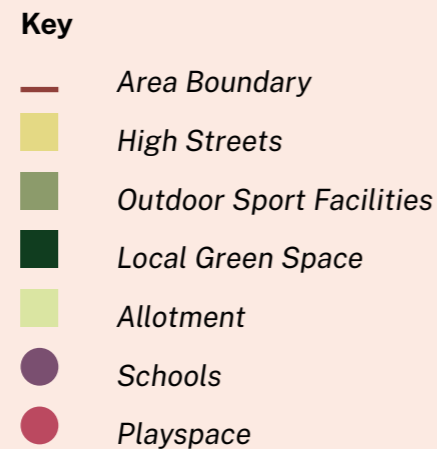 Key
Area Boundary
High Streets
Outdoor Sport Facilities
Local Green Space
Allotment
Schools
Playspace